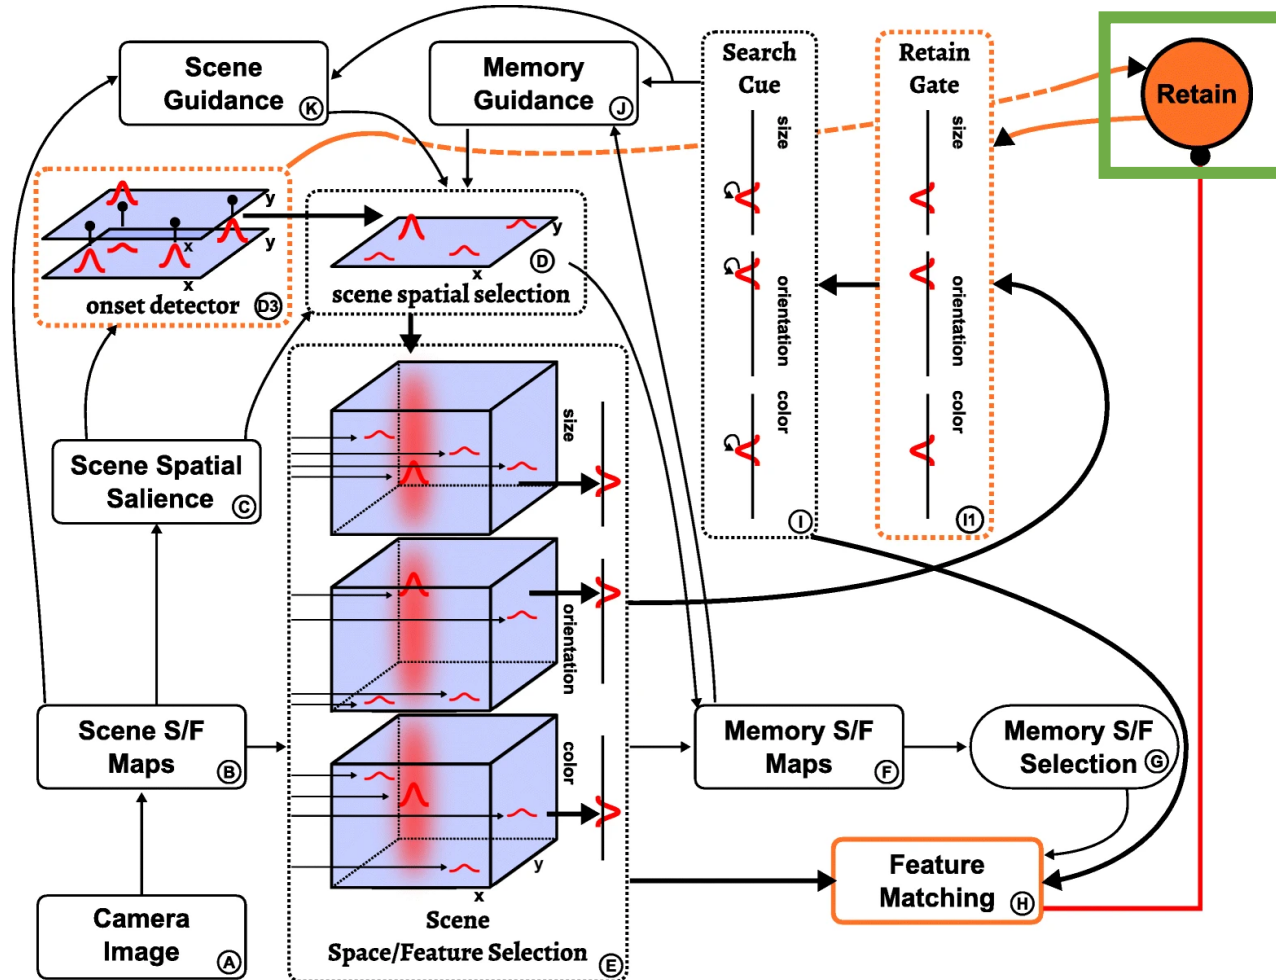 Scene
Guidance
K
Memory
Guidance
J
Search
Cue
size
orientation
color
I
Retain
Gate
size
orientation
color
I1
Retain
y
y
x
x
onset detector
D3
y
x
D
scene spatial selection
Scene Spatial
Salience
C
size
orientation
color
y
x
Scene
Space/Feature Selection
E
Scene S/F
Maps
B
Camera
Image
A
Memory S/F
Maps
F
Memory S/F
Selection
G
Feature
Matching
H